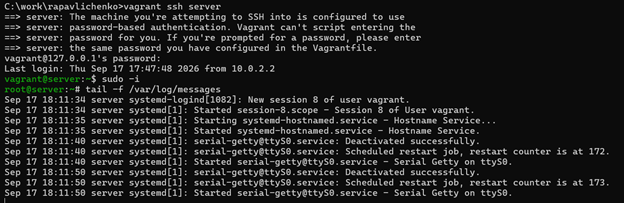 C:\work\rapavlichenko>vagrant ssh server
==> server: The machine you're attempting to SSH into is configured to use
==> server: password-based authentication. Vagrant can't script entering the
==> server: password for you. If you're prompted for a password, please enter
==> server: the same password you have configured in the Vagrantfile.
vagrant@127.0.0.1's password:
Last login: Thu Sep 17 17:47:48 2026 from 10.0.2.2
vagrant@server:~$ sudo -i
root@server:~# tail -f /var/log/messages
Sep 17 18:11:34 server systemd-logind[1082]: New session 8 of user vagrant.
Sep 17 18:11:34 server systemd[1]: Started session-8.scope - Session 8 of User vagrant.
Sep 17 18:11:35 server systemd[1]: Starting systemd-hostnamed.service - Hostname Service...
Sep 17 18:11:35 server systemd[1]: Started systemd-hostnamed.service - Hostname Service.
Sep 17 18:11:40 server systemd[1]: serial-getty@ttyS0.service: Deactivated successfully.
Sep 17 18:11:40 server systemd[1]: serial-getty@ttyS0.service: Scheduled restart job, restart counter is at 172.
Sep 17 18:11:40 server systemd[1]: Started serial-getty@ttyS0.service - Serial Getty on ttyS0.
Sep 17 18:11:50 server systemd[1]: serial-getty@ttyS0.service: Deactivated successfully.
Sep 17 18:11:50 server systemd[1]: serial-getty@ttyS0.service: Scheduled restart job, restart counter is at 173.
Sep 17 18:11:50 server systemd[1]: Started serial-getty@ttyS0.service - Serial Getty on ttyS0.